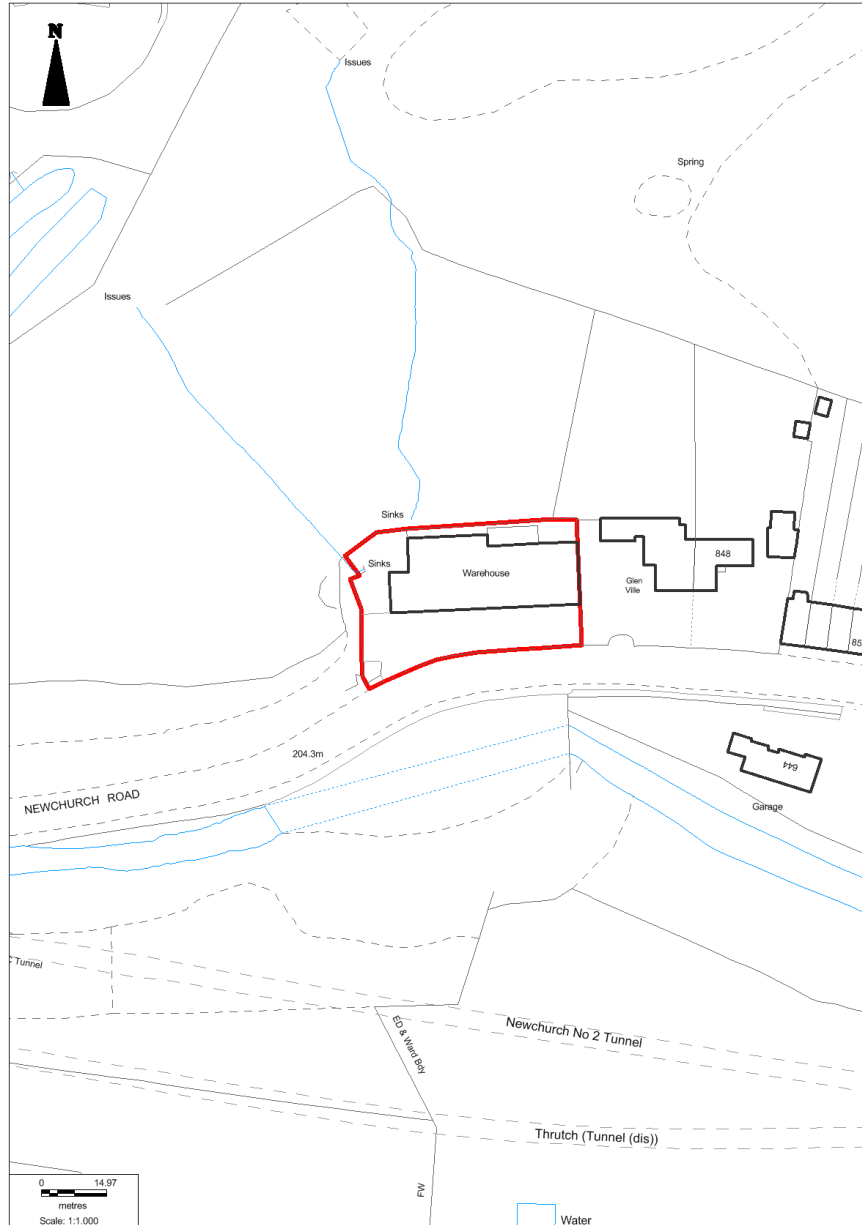 N
Issues
Spring
Issues
Sinks
Sinks
Warehouse
848
Glen
Ville
85
204.3m
NEWCHURCH ROAD
644
Garage
Tunnel
Newchurch No 2 Tunnel
ED & Ward Bdy
Thrutch (Tunnel (dis))
FW
0 14.97
metres
Scale: 1:1.000
Water